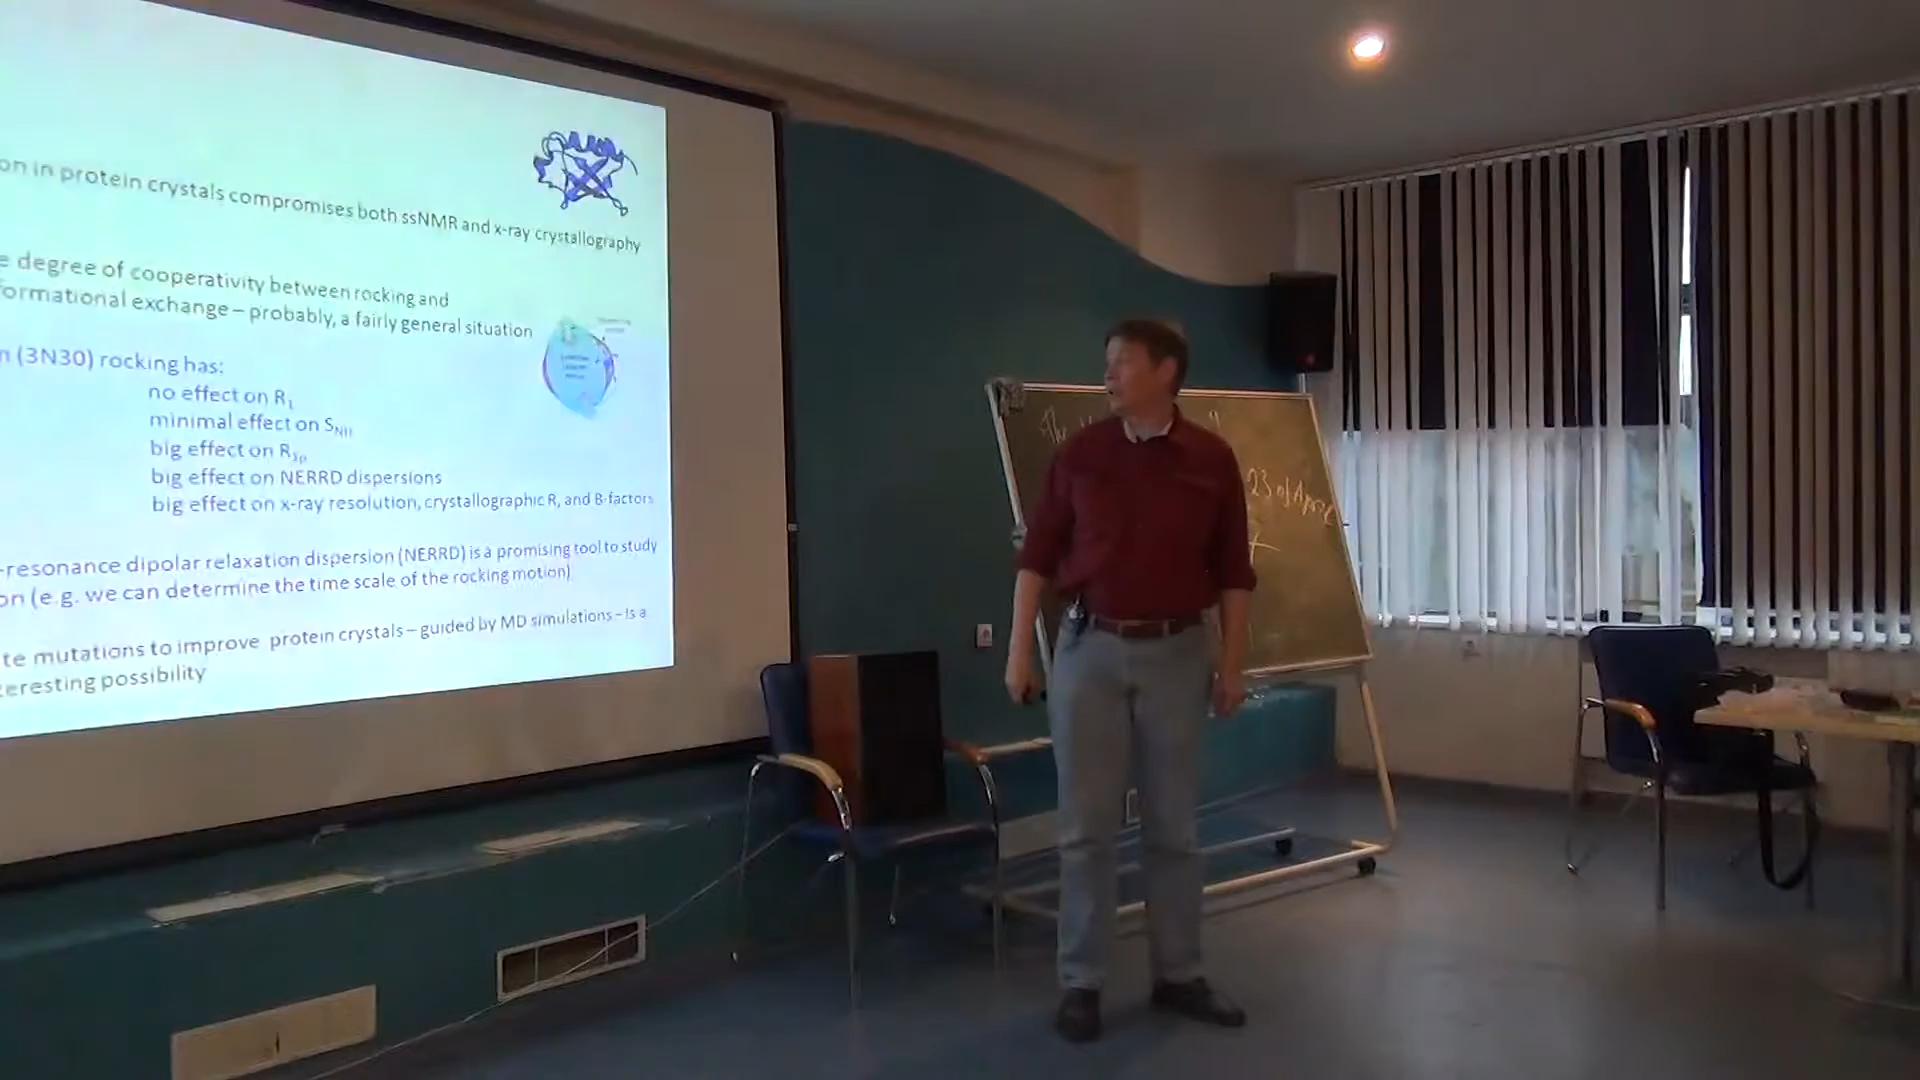 on in protein crystals compromises both ssNMR and x-ray crystallography
e degree of cooperativity between rocking and
formational exchange – probably, a fairly general situation
n (3N30) rocking has:
no effect on R1
minimal effect on SNH
big effect on R1ρ
big effect on NERRD dispersions
big effect on x-ray resolution, crystallographic R, and B-factors
-resonance dipolar relaxation dispersion (NERRD) is a promising tool to study
on (e.g. we can determine the time scale of the rocking motion)
te mutations to improve protein crystals – guided by MD simulations – is a
teresting possibility
The
23 of April